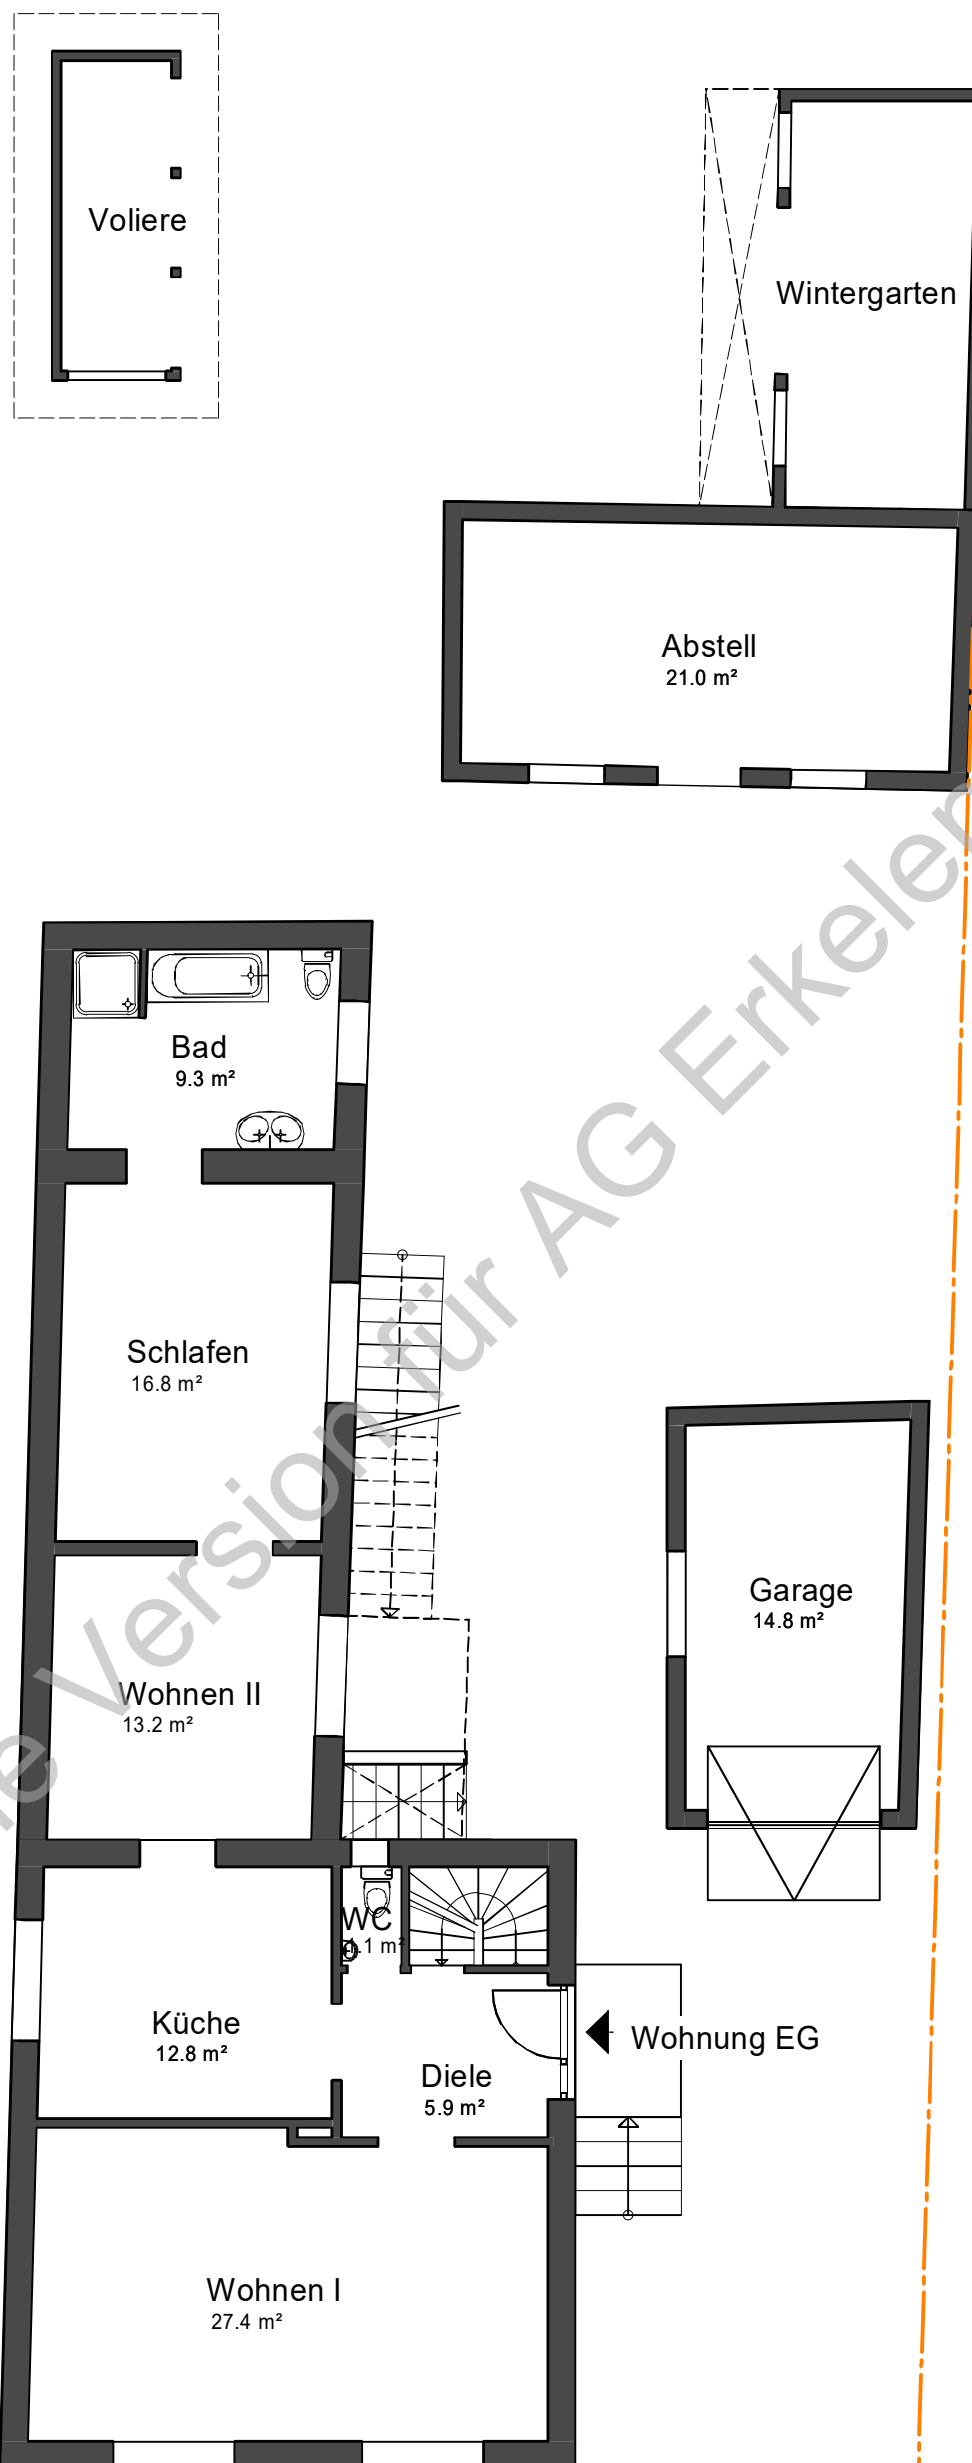 Voliere
Wintergarten
Abstell
21.0 m²
Bad
9.3 m²
Schlafen
16.8 m²
Garage
14.8 m²
Wohnen II
13.2 m²
WC
Küche
12.8 m²
Wohnung EG
Diele
5.9 m²
Wohnen I
27.4 m²
Version für AG